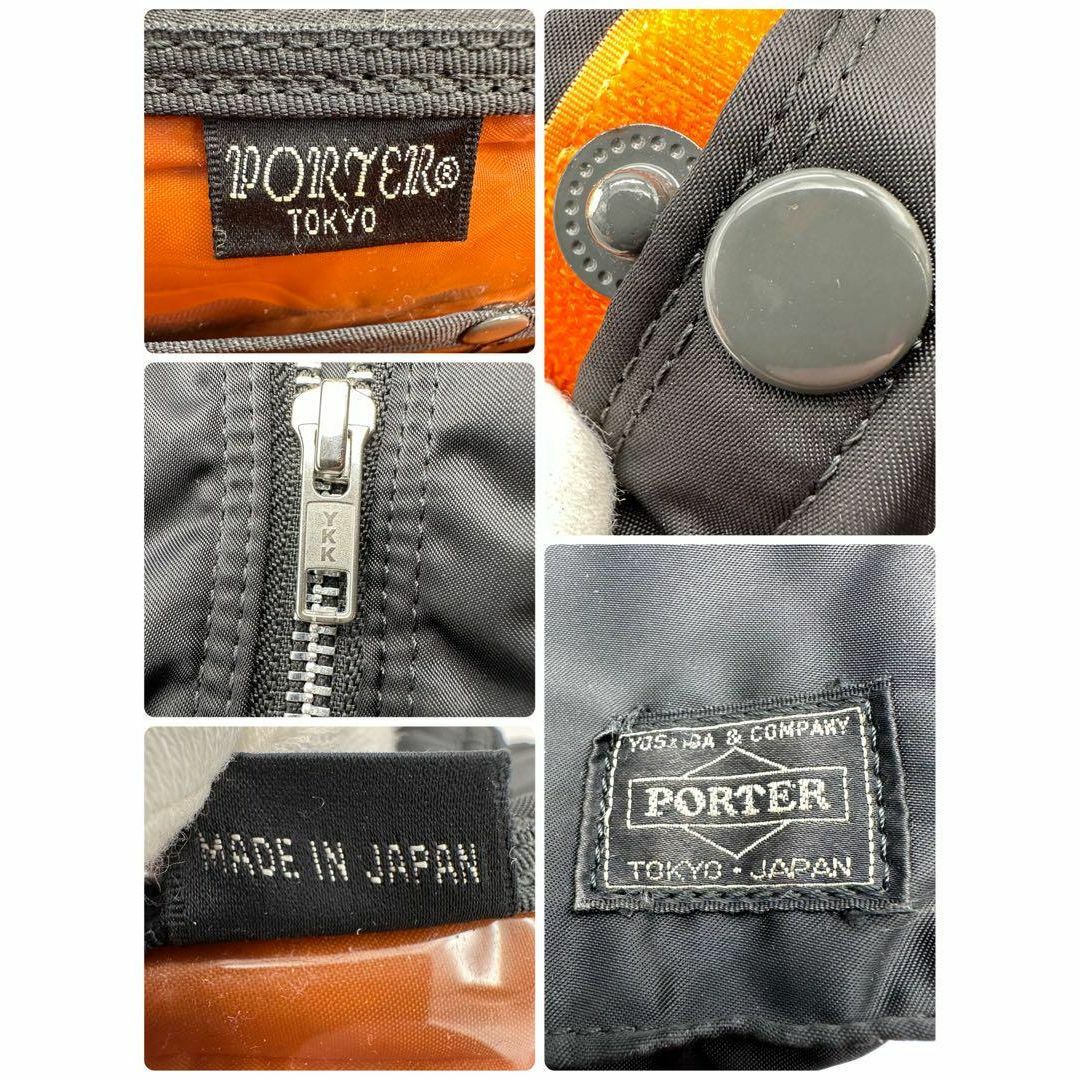 PORTER®
TOKYO
YKK
MADE IN JAPAN
YOSHIDA & COMPANY
PORTER
TOKYO · JAPAN